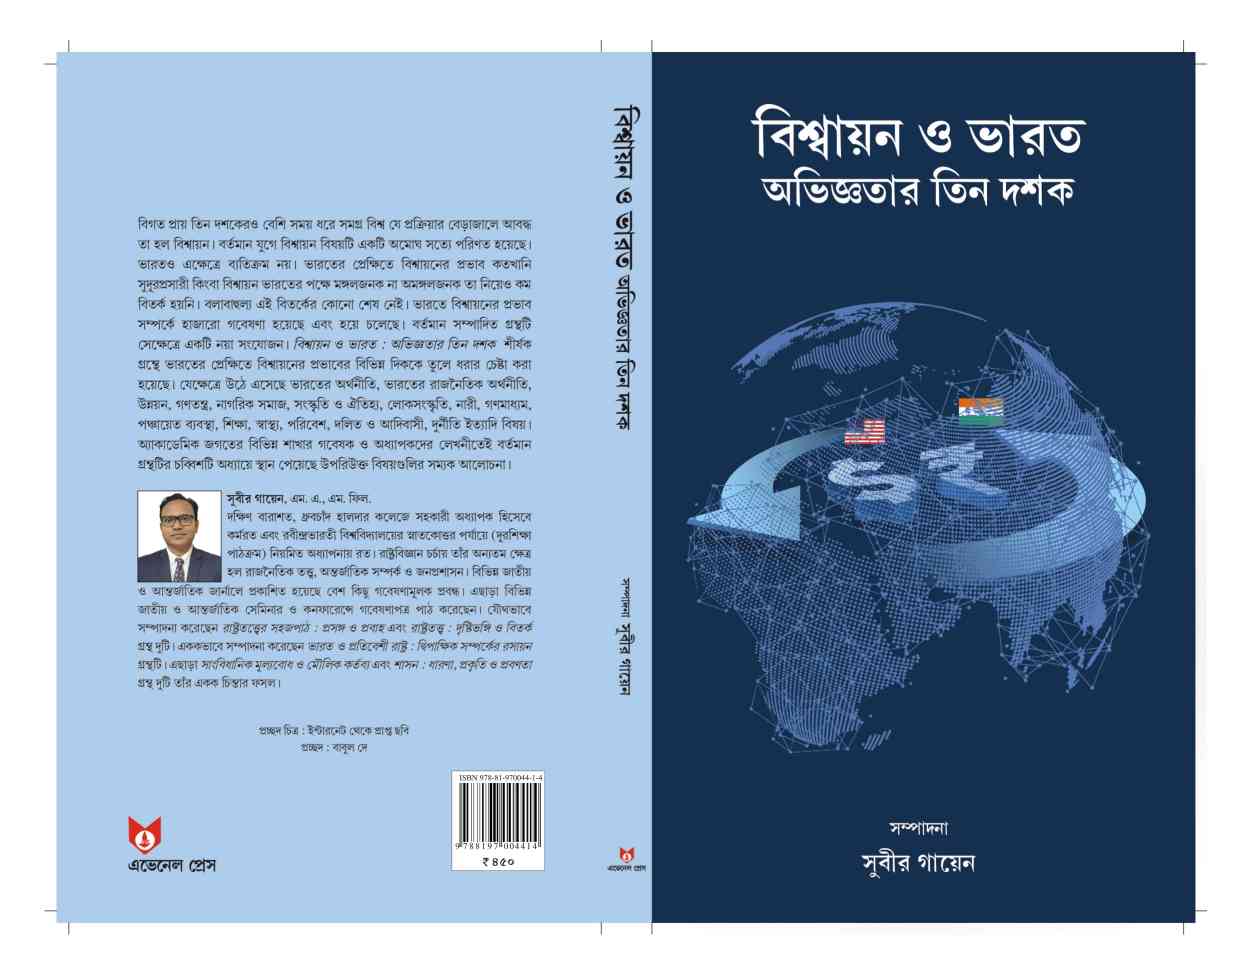 বিগত প্রায় তিন দশকেরও বেশি সময় ধরে সমগ্র বিশ্ব যে প্রক্রিয়ার বেড়াজালে আবদ্ধ
তা হল বিশ্বায়ন। বর্তমান যুগে বিশ্বায়ন বিষয়টি একটি অমোঘ সত্যে পরিণত হয়েছে।
ভারতও এক্ষেত্রে ব্যতিক্রম নয়। ভারতের প্রেক্ষিতে বিশ্বায়নের প্রভাব কতখানি
সুদূরপ্রসারী কিংবা বিশ্বায়ন ভারতের পক্ষে মঙ্গলজনক না অমঙ্গলজনক তা নিয়েও কম
বিতর্ক হয়নি। বলাবাহুল্য এই বিতর্কের কোনো শেষ নেই। ভারতে বিশ্বায়নের প্রভাব
সম্পর্কে হাজারো গবেষণা হয়েছে এবং হয়ে চলেছে। বর্তমান সম্পাদিত গ্রন্থটি
সেক্ষেত্রে একটি নয়া সংযোজন। বিশ্বায়ন ও ভারত : অভিজ্ঞতার তিন দশক শীর্ষক
গ্রন্থে ভারতের প্রেক্ষিতে বিশ্বায়নের প্রভাবের বিভিন্ন দিককে তুলে ধরার চেষ্টা করা
হয়েছে। যেক্ষেত্রে উঠে এসেছে ভারতের অর্থনীতি, ভারতের রাজনৈতিক অর্থনীতি,
উন্নয়ন, গণতন্ত্র, নাগরিক সমাজ, সংস্কৃতি ও ঐতিহ্য, লোকসংস্কৃতি, নারী, গণমাধ্যম,
পঞ্চায়েত ব্যবস্থা, শিক্ষা, স্বাস্থ্য, পরিবেশ, দলিত ও আদিবাসী, দুর্নীতি ইত্যাদি বিষয়।
অ্যাকাডেমিক জগতের বিভিন্ন শাখার গবেষক ও অধ্যাপকদের লেখনীতেই বর্তমান
গ্রন্থটির চব্বিশটি অধ্যায়ে স্থান পেয়েছে উপরিউক্ত বিষয়গুলির সম্যক আলোচনা।
সুবীর গায়েন, এম. এ., এম. ফিল.
দক্ষিণ বারাশত, ধ্রুবচাঁদ হালদার কলেজে সহকারী অধ্যাপক হিসেবে
কর্মরত এবং রবীন্দ্রভারতী বিশ্ববিদ্যালয়ের স্নাতকোত্তর পর্যায়ে (দূরশিক্ষা
পাঠক্রম) নিয়মিত অধ্যাপনায় রত। রাষ্ট্রবিজ্ঞান চর্চায় তাঁর অন্যতম ক্ষেত্র
হল রাজনৈতিক তত্ত্ব, আন্তর্জাতিক সম্পর্ক ও জনপ্রশাসন। বিভিন্ন জাতীয়
ও আন্তর্জাতিক জার্নালে প্রকাশিত হয়েছে বেশ কিছু গবেষণামূলক প্রবন্ধ। এছাড়া বিভিন্ন
জাতীয় ও আন্তর্জাতিক সেমিনার ও কনফারেন্সে গবেষণাপত্র পাঠ করেছেন। যৌথভাবে
সম্পাদনা করেছেন রাষ্ট্রতত্ত্বের সহজপাঠ : প্রসঙ্গ ও প্রবাহ এবং রাষ্ট্রতত্ত্ব : দৃষ্টিভঙ্গি ও বিতর্ক
গ্রন্থ দুটি। এককভাবে সম্পাদনা করেছেন ভারত ও প্রতিবেশী রাষ্ট্র : দ্বিপাক্ষিক সম্পর্কের রসায়ন
গ্রন্থটি। এছাড়া সাংবিধানিক মূল্যবোধ ও মৌলিক কর্তব্য এবং শাসন : ধারণা, প্রকৃতি ও প্রবণতা
গ্রন্থ দুটি তাঁর একক চিন্তার ফসল।
প্রচ্ছদ চিত্র : ইন্টারনেট থেকে প্রাপ্ত ছবি
প্রচ্ছদ : বাবুল দে
ISBN 978-81-970044-1-4
9 788197 004414
₹ ৪৫০
এভেনেল প্রেস
বিশ্বায়ন ও ভারত অভিজ্ঞতার তিন দশক
সম্পাদনা সুবীর গায়েন
এভেনেল প্রেস
বিশ্বায়ন ও ভারত
অভিজ্ঞতার তিন দশক
$ ₹
সম্পাদনা
সুবীর গায়েন